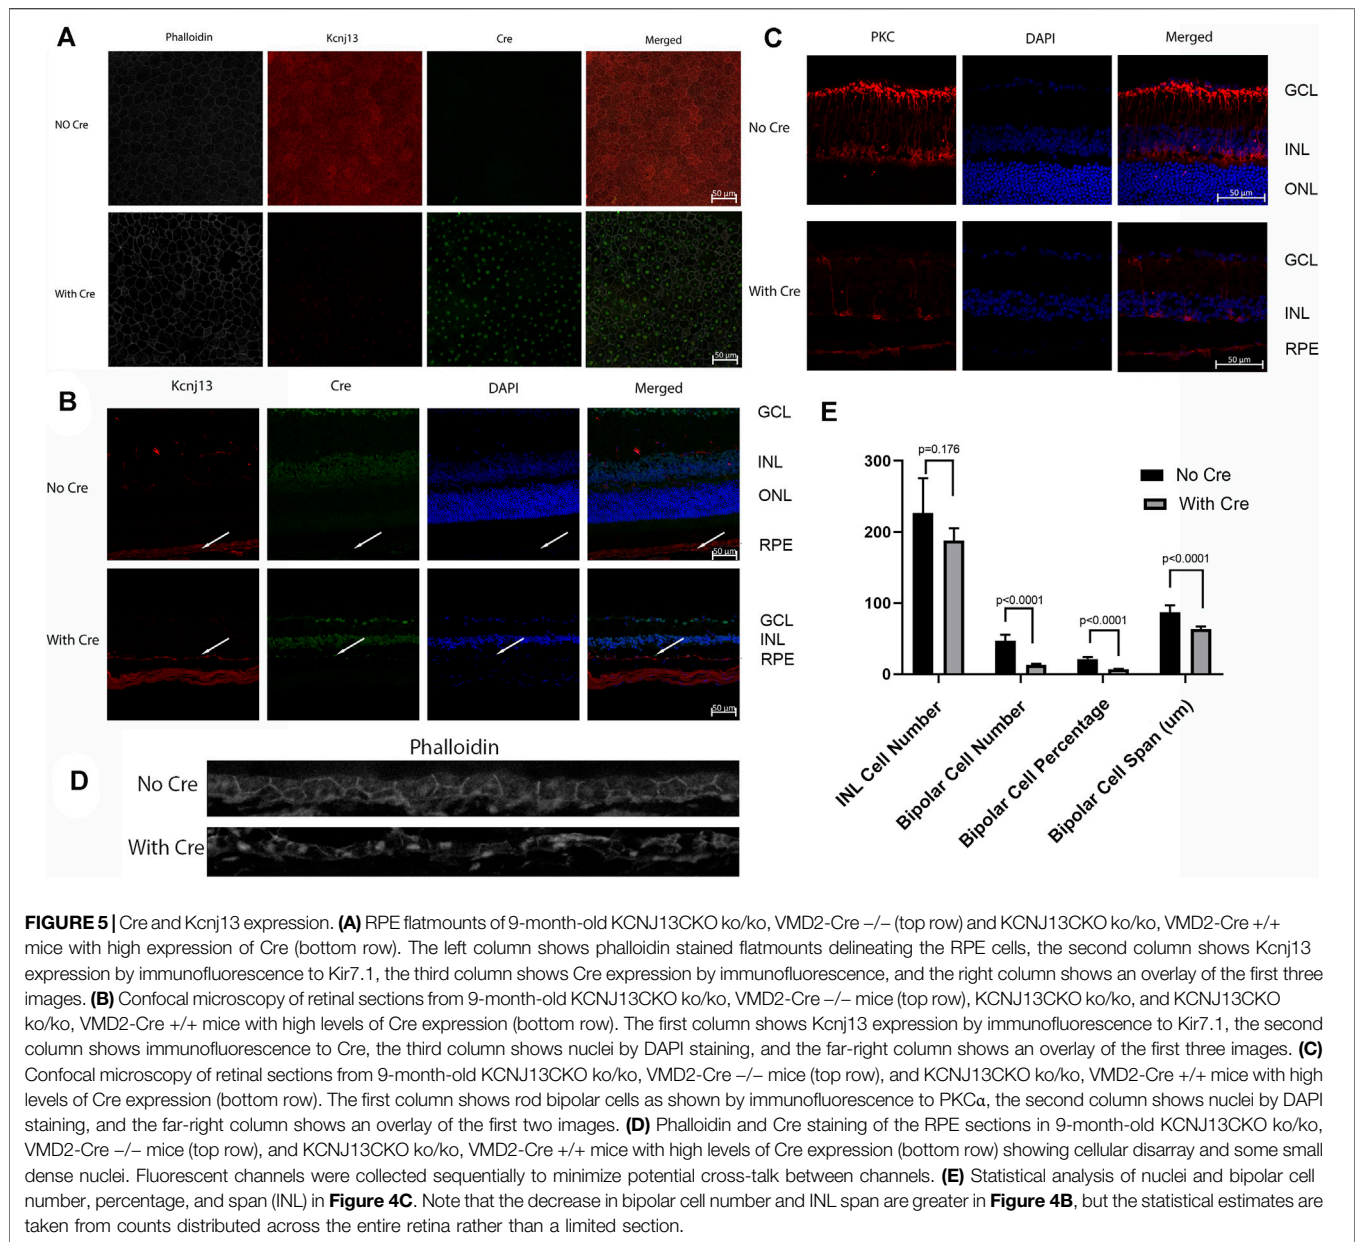 A
Phalloidin
Kcnj13
Cre
Merged
NO Cre
50 µm
With Cre
50 µm
B
Kcnj13
Cre
DAPI
Merged
GCL
No Cre
INL
ONL
RPE
50 µm
With Cre
GCL
INL
RPE
50 µm
C
PKC
DAPI
Merged
GCL
No Cre
INL
ONL
50 µm
GCL
With Cre
INL
RPE
50 µm
Phalloidin
D
No Cre
With Cre
E
p=0.176
300
No Cre
With Cre
200
p<0.0001
p<0.0001
p<0.0001
100
0
INL Cell Number
Bipolar Cell Number
Bipolar Cell Percentage
Bipolar Cell Span (um)
FIGURE 5 | Cre and Kcnj13 expression. (A) RPE flatmounts of 9-month-old KCNJ13CKO ko/ko, VMD2-Cre −/− (top row) and KCNJ13CKO ko/ko, VMD2-Cre +/+
mice with high expression of Cre (bottom row). The left column shows phalloidin stained flatmounts delineating the RPE cells, the second column shows Kcnj13
expression by immunofluorescence to Kir7.1, the third column shows Cre expression by immunofluorescence, and the right column shows an overlay of the first three
images. (B) Confocal microscopy of retinal sections from 9-month-old KCNJ13CKO ko/ko, VMD2-Cre −/− mice (top row), KCNJ13CKO ko/ko, and KCNJ13CKO
ko/ko, VMD2-Cre +/+ mice with high levels of Cre expression (bottom row). The first column shows Kcnj13 expression by immunofluorescence to Kir7.1, the second
column shows immunofluorescence to Cre, the third column shows nuclei by DAPI staining, and the far-right column shows an overlay of the first three images. (C)
Confocal microscopy of retinal sections from 9-month-old KCNJ13CKO ko/ko, VMD2-Cre −/− mice (top row), and KCNJ13CKO ko/ko, VMD2-Cre +/+ mice with high
levels of Cre expression (bottom row). The first column shows rod bipolar cells as shown by immunofluorescence to PKCα, the second column shows nuclei by DAPI
staining, and the far-right column shows an overlay of the first two images. (D) Phalloidin and Cre staining of the RPE sections in 9-month-old KCNJ13CKO ko/ko,
VMD2-Cre −/− mice (top row), and KCNJ13CKO ko/ko, VMD2-Cre +/+ mice with high levels of Cre expression (bottom row) showing cellular disarray and some small
dense nuclei. Fluorescent channels were collected sequentially to minimize potential cross-talk between channels. (E) Statistical analysis of nuclei and bipolar cell
number, percentage, and span (INL) in Figure 4C. Note that the decrease in bipolar cell number and INL span are greater in Figure 4B, but the statistical estimates are
taken from counts distributed across the entire retina rather than a limited section.